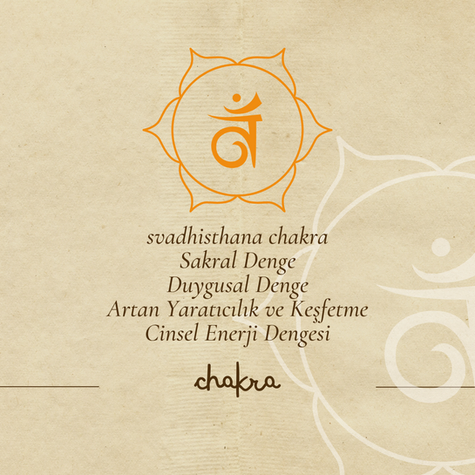 वँ
svadhisthana chakra
Sakral Denge
Duygusal Denge
Artan Yaratıcılık ve Keşfetme
Cinsel Enerji Dengesi
chakra